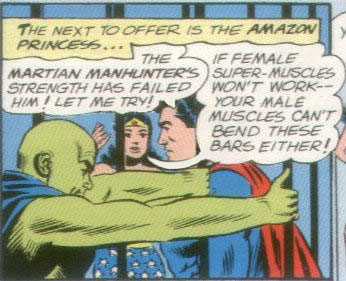 THE NEXT TO OFFER IS THE AMAZON
PRINCESS...
THE
MARTIAN MANHUNTER'S
STRENGTH HAS FAILED
HIM! LET ME TRY!
IF FEMALE
SUPER-MUSCLES
WON'T WORK--
YOUR MALE
MUSCLES CAN'T
BEND THESE
BARS EITHER!